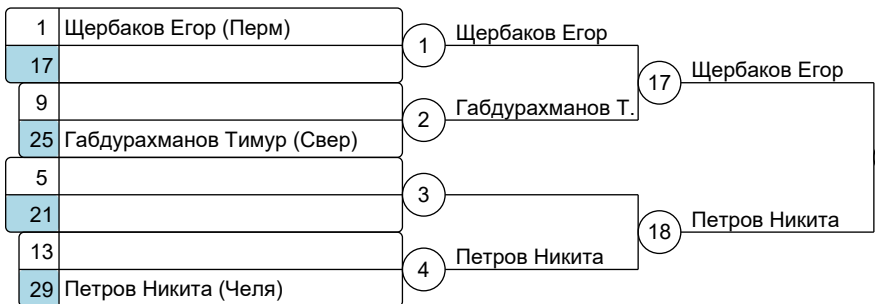 1 Щербаков Егор (Перм)
17
9
25 Габдурахманов Тимур (Свер)
5
21
13
29 Петров Никита (Челя)
1 Щербаков Егор
2 Габдурахманов Т.
3
4 Петров Никита
17 Щербаков Егор
18 Петров Никита